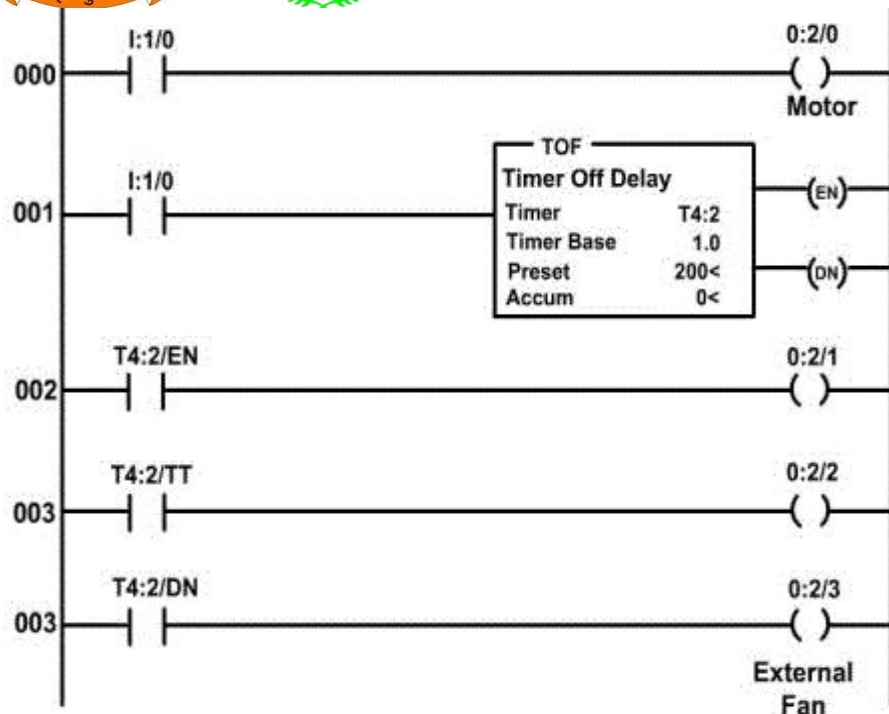 I:1/0
0:2/0
000
Motor
TOF
Timer Off Delay
I:1/0
EN
001
Timer T4:2
Timer Base 1.0
Preset 200<
DN
Accum 0<
T4:2/EN
0:2/1
002
T4:2/TT
0:2/2
003
T4:2/DN
0:2/3
003
External
Fan